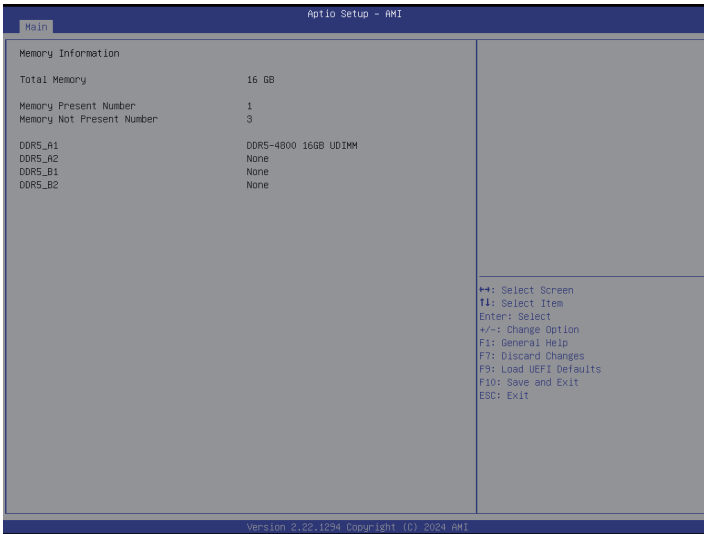 Aptio Setup - AMI
Main
Memory Information
Total Memory 16 GB
Memory Present Number 1
Memory Not Present Number 3
DDR5_A1 DDR5-4800 16GB UDIMM
DDR5_A2 None
DDR5_B1 None
DDR5_B2 None
→←: Select Screen
↑↓: Select Item
Enter: Select
+/-: Change Option
F1: General Help
F7: Discard Changes
F9: Load UEFI Defaults
F10: Save and Exit
ESC: Exit
Version 2.22.1294 Copyright (C) 2024 AMI